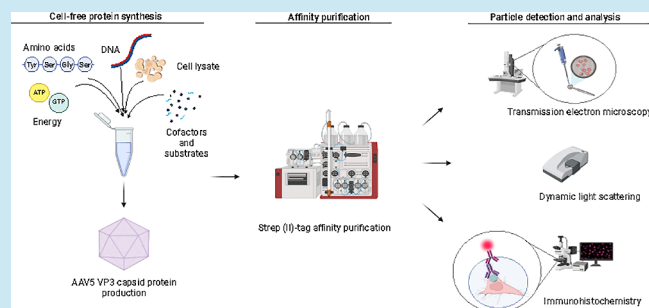 Cell-free protein synthesis
Amino acids
DNA
Tyr Ser Gly Ser
Cell lysate
ATP
GTP
Energy
Cofactors
and
substrates
AAV5 VP3 capsid protein
production
Affinity purification
Strep (II)-tag affinity purification
Particle detection and analysis
Transmission electron microscopy
Dynamic light scattering
Immunohistochemistry